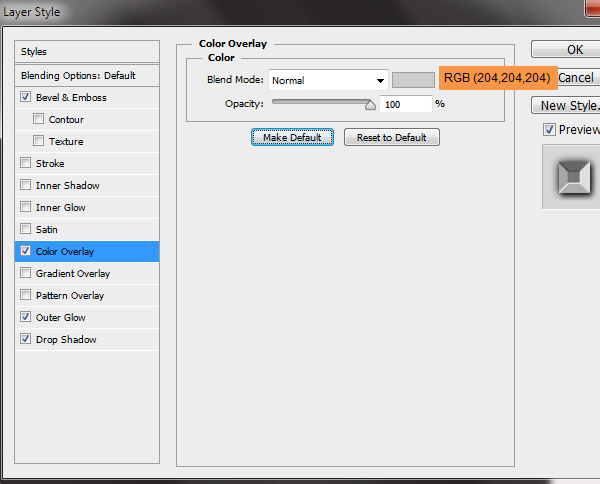 Layer Style
Styles
Blending Options: Default
Bevel & Emboss
Contour
Texture
Stroke
Inner Shadow
Inner Glow
Satin
Color Overlay
Gradient Overlay
Pattern Overlay
Outer Glow
Drop Shadow
Color Overlay
Color
Blend Mode: Normal RGB (204,204,204)
Opacity: 100 %
Make Default Reset to Default
OK
Cancel
New Style.
Preview